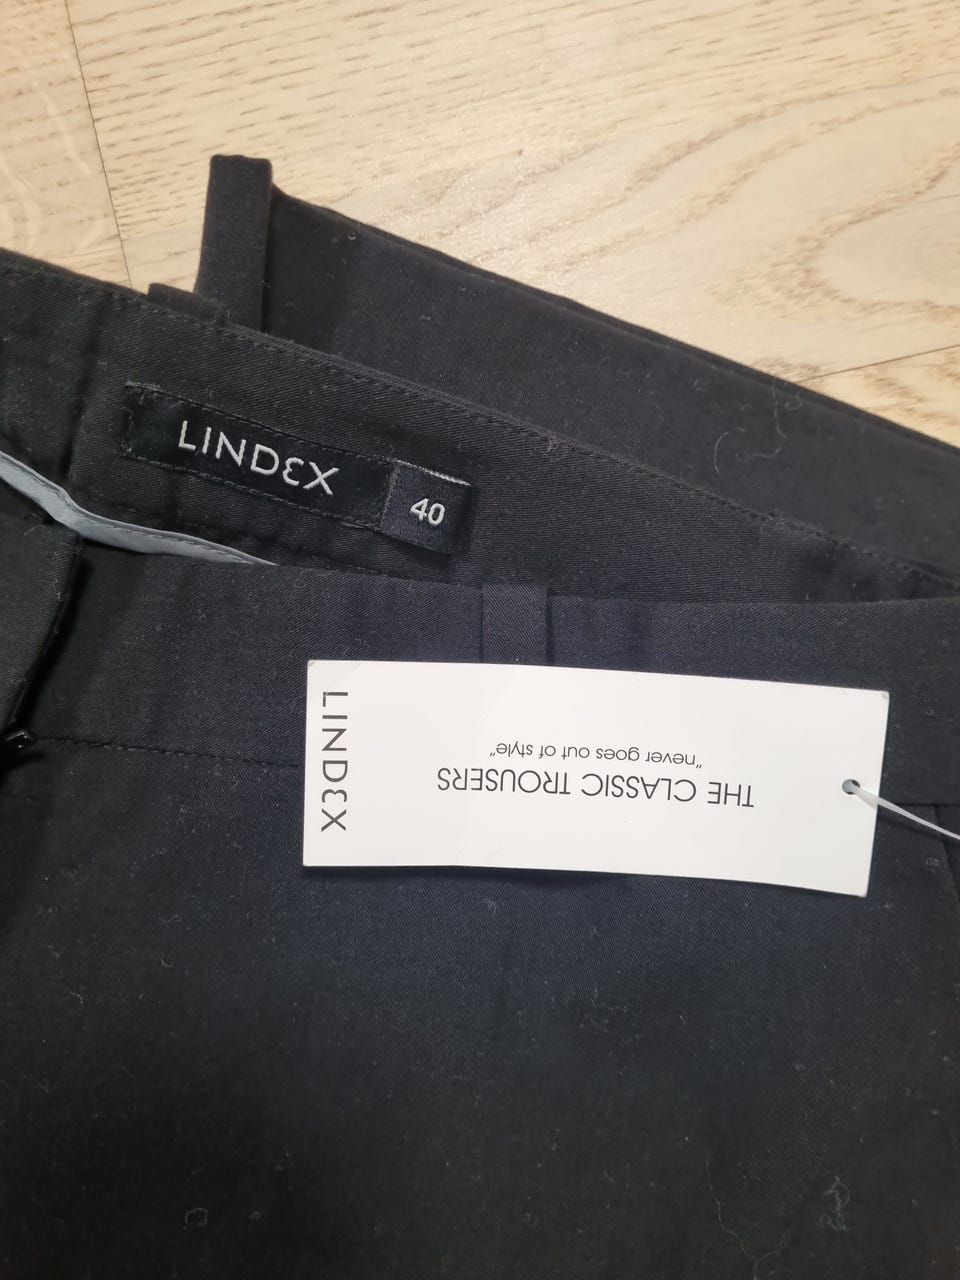 LINDEX
40
LINDEX
THE CLASSIC TROUSERS
"never goes out of style"